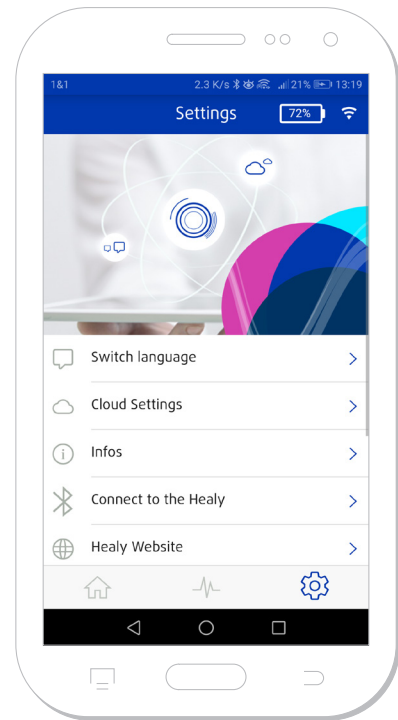 1&1 2.3 K/s 21% 13:19
Settings 72%
Switch language
Cloud Settings
Infos
Connect to the Healy
Healy Website